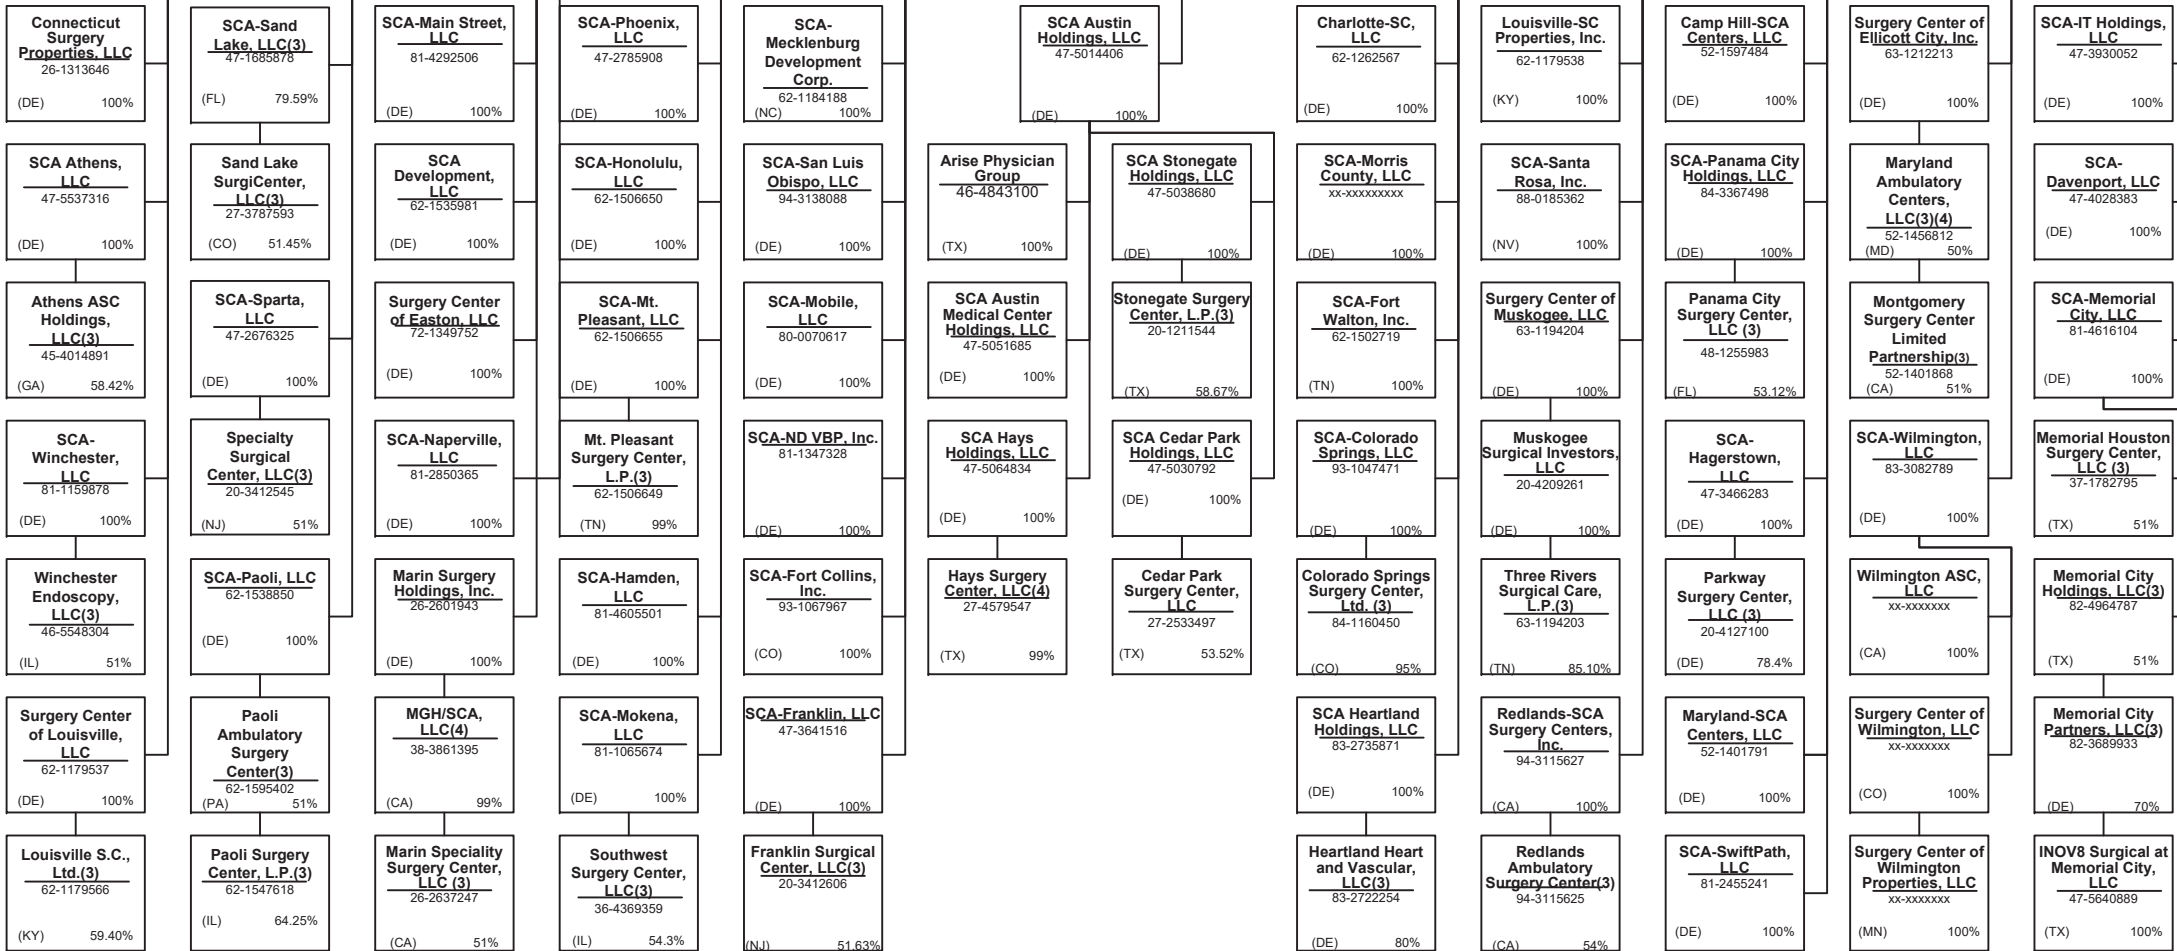 Connecticut
Surgery
Properties, LLC
26-1313646
(DE) 100%
SCA-Sand
Lake, LLC(3)
47-1685878
(FL) 79.59%
SCA-Main Street,
LLC
81-4292506
(DE) 100%
SCA-Phoenix,
LLC
47-2785908
(DE) 100%
SCA-
Mecklenburg
Development
Corp.
62-1184188
(NC) 100%
SCA Austin
Holdings, LLC
47-5014406
(DE) 100%
Charlotte-SC,
LLC
62-1262567
(DE) 100%
Louisville-SC
Properties, Inc.
62-1179538
(KY) 100%
Camp Hill-SCA
Centers, LLC
52-1597484
(DE) 100%
Surgery Center of
Ellicott City, Inc.
63-1212213
(DE) 100%
SCA-IT Holdings,
LLC
47-3930052
(DE) 100%
SCA Athens,
LLC
47-5537316
(DE) 100%
Sand Lake
SurgiCenter,
LLC(3)
27-3787593
(CO) 51.45%
SCA
Development,
LLC
62-1535981
(DE) 100%
SCA-Honolulu,
LLC
62-1506650
(DE) 100%
SCA-San Luis
Obispo, LLC
94-3138088
(DE) 100%
Arise Physician
Group
46-4843100
(TX) 100%
SCA Stonegate
Holdings, LLC
47-5038680
(DE) 100%
SCA-Morris
County, LLC
xx-xxxxxxxxx
(DE) 100%
SCA-Santa
Rosa, Inc.
88-0185362
(NV) 100%
SCA-Panama City
Holdings, LLC
84-3367498
(DE) 100%
Maryland
Ambulatory
Centers,
LLC(3)(4)
52-1456812
(MD) 50%
SCA-
Davenport, LLC
47-4028383
(DE) 100%
Athens ASC
Holdings,
LLC(3)
45-4014891
(GA) 58.42%
SCA-Sparta,
LLC
47-2676325
(DE) 100%
Surgery Center
of Easton, LLC
72-1349752
(DE) 100%
SCA-Mt.
Pleasant, LLC
62-1506655
(DE) 100%
SCA-Mobile,
LLC
80-0070617
(DE) 100%
SCA Austin
Medical Center
Holdings, LLC
47-5051685
(DE) 100%
Stonegate Surgery
Center, L.P.(3)
20-1211544
(TX) 58.67%
SCA-Fort
Walton, Inc.
62-1502719
(TN) 100%
Surgery Center of
Muskogee, LLC
63-1194204
(DE) 100%
Panama City
Surgery Center,
LLC (3)
48-1255983
(FL) 53.12%
Montgomery
Surgery Center
Limited
Partnership(3)
52-1401868
(CA) 51%
SCA-Memorial
City, LLC
81-4616104
(DE) 100%
SCA-
Winchester,
LLC
81-1159878
(DE) 100%
Specialty
Surgical
Center, LLC(3)
20-3412545
(NJ) 51%
SCA-Naperville,
LLC
81-2850365
(DE) 100%
Mt. Pleasant
Surgery Center,
L.P.(3)
62-1506649
(TN) 99%
SCA-ND VBP, Inc.
81-1347328
(DE) 100%
SCA Hays
Holdings, LLC
47-5064834
(DE) 100%
SCA Cedar Park
Holdings, LLC
47-5030792
(DE) 100%
SCA-Colorado
Springs, LLC
93-1047471
(DE) 100%
Muskogee
Surgical Investors,
LLC
20-4209261
(DE) 100%
SCA-
Hagerstown,
LLC
47-3466283
(DE) 100%
SCA-Wilmington,
LLC
83-3082789
(DE) 100%
Memorial Houston
Surgery Center,
LLC (3)
37-1782795
(TX) 51%
Winchester
Endoscopy,
LLC(3)
46-5548304
(IL) 51%
SCA-Paoli, LLC
62-1538850
(DE) 100%
Marin Surgery
Holdings, Inc.
26-2601943
(DE) 100%
SCA-Hamden,
LLC
81-4605501
(DE) 100%
SCA-Fort Collins,
Inc.
93-1067967
(CO) 100%
Hays Surgery
Center, LLC(4)
27-4579547
(TX) 99%
Cedar Park
Surgery Center,
LLC
27-2533497
(TX) 53.52%
Colorado Springs
Surgery Center,
Ltd. (3)
84-1160450
(CO) 95%
Three Rivers
Surgical Care,
L.P.(3)
63-1194203
(TN) 85.10%
Parkway
Surgery Center,
LLC (3)
20-4127100
(DE) 78.4%
Wilmington ASC,
LLC
xx-xxxxxxx
(CA) 100%
Memorial City
Holdings, LLC(3)
82-4964787
(TX) 51%
Surgery Center
of Louisville,
LLC
62-1179537
(DE) 100%
Paoli
Ambulatory
Surgery
Center(3)
62-1595402
(PA) 51%
MGH/SCA,
LLC(4)
38-3861395
(CA) 99%
SCA-Mokena,
LLC
81-1065674
(DE) 100%
SCA-Franklin, LLC
47-3641516
(DE) 100%
SCA Heartland
Holdings, LLC
83-2735871
(DE) 100%
Redlands-SCA
Surgery Centers,
Inc.
94-3115627
(CA) 100%
Maryland-SCA
Centers, LLC
52-1401791
(DE) 100%
Surgery Center of
Wilmington, LLC
xx-xxxxxxx
(CO) 100%
Memorial City
Partners, LLC(3)
82-3689933
(DE) 70%
Louisville S.C.,
Ltd.(3)
62-1179566
(KY) 59.40%
Paoli Surgery
Center, L.P.(3)
62-1547618
(IL) 64.25%
Marin Speciality
Surgery Center,
LLC (3)
26-2637247
(CA) 51%
Southwest
Surgery Center,
LLC(3)
36-4369359
(IL) 54.3%
Franklin Surgical
Center, LLC(3)
20-3412606
(NJ) 51.63%
Heartland Heart
and Vascular,
LLC(3)
83-2722254
(DE) 80%
Redlands
Ambulatory
Surgery Center(3)
94-3115625
(CA) 54%
SCA-SwiftPath,
LLC
81-2455241
(DE) 100%
Surgery Center of
Wilmington
Properties, LLC
xx-xxxxxxx
(MN) 100%
INOV8 Surgical at
Memorial City,
LLC
47-5640889
(TX) 100%